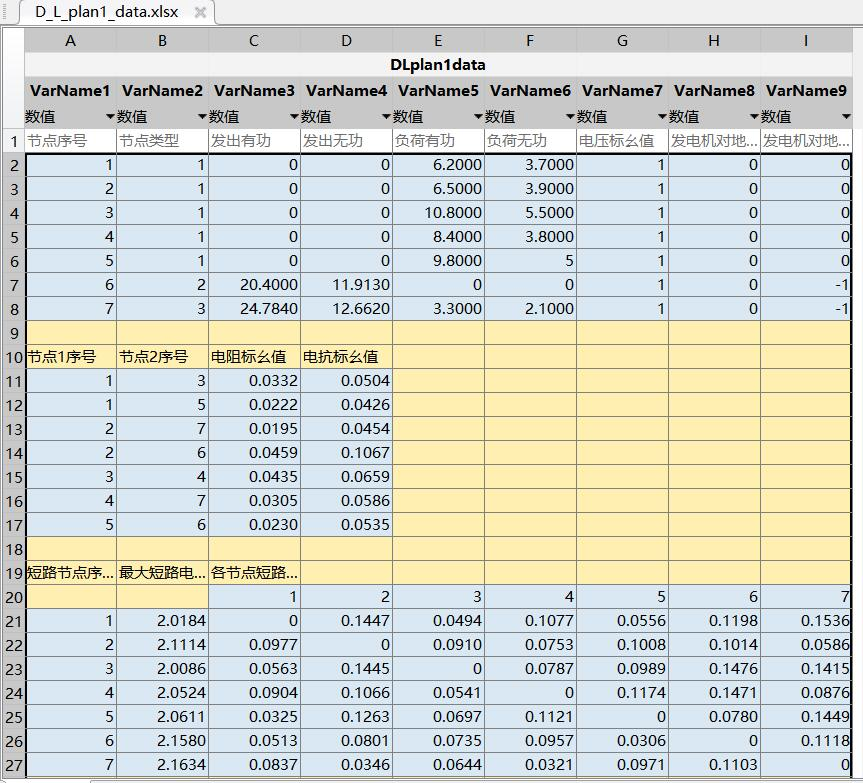 D_L_plan1_data.xlsx
A B C D E F G H I
DLplan1data
VarName1 VarName2 VarName3 VarName4 VarName5 VarName6 VarName7 VarName8 VarName9
数值 数值 数值 数值 数值 数值 数值 数值 数值
1 节点序号 节点类型 发出有功 发出无功 负荷有功 负荷无功 电压标幺值 发电机对地... 发电机对地...
2 1 1 0 0 6.2000 3.7000 1 0 0
3 2 1 0 0 6.5000 3.9000 1 0 0
4 3 1 0 0 10.8000 5.5000 1 0 0
5 4 1 0 0 8.4000 3.8000 1 0 0
6 5 1 0 0 9.8000 5 1 0 0
7 6 2 20.4000 11.9130 0 0 1 0 -1
8 7 3 24.7840 12.6620 3.3000 2.1000 1 0 -1
9
10 节点1序号 节点2序号 电阻标幺值 电抗标幺值
11 1 3 0.0332 0.0504
12 1 5 0.0222 0.0426
13 2 7 0.0195 0.0454
14 2 6 0.0459 0.1067
15 3 4 0.0435 0.0659
16 4 7 0.0305 0.0586
17 5 6 0.0230 0.0535
18
19 短路节点序... 最大短路电... 各节点短路...
20 1 2 3 4 5 6 7
21 1 2.0184 0 0.1447 0.0494 0.1077 0.0556 0.1198 0.1536
22 2 2.1114 0.0977 0 0.0910 0.0753 0.1008 0.1014 0.0586
23 3 2.0086 0.0563 0.1445 0 0.0787 0.0989 0.1476 0.1415
24 4 2.0524 0.0904 0.1066 0.0541 0 0.1174 0.1471 0.0876
25 5 2.0611 0.0325 0.1263 0.0697 0.1121 0 0.0780 0.1449
26 6 2.1580 0.0513 0.0801 0.0735 0.0957 0.0306 0 0.1118
27 7 2.1634 0.0837 0.0346 0.0644 0.0321 0.0971 0.1103 0